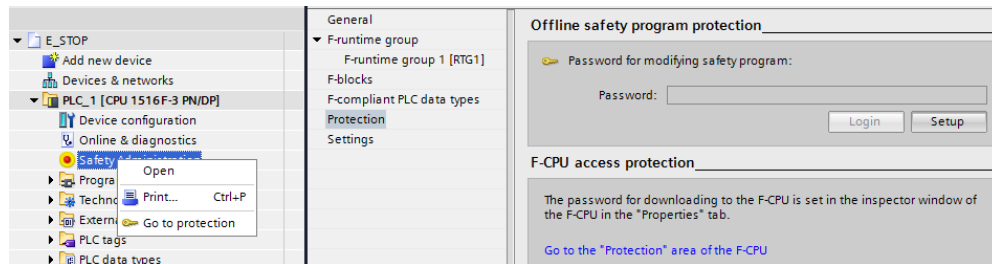 E_STOP
Add new device
Devices & networks
PLC_1 [CPU 1516F-3 PN/DP]
Device configuration
Online & diagnostics
Safety Administration
Open
Print... Ctrl+P
Go to protection
Progra
Techno
Extern
PLC tags
PLC data types
General
F-runtime group
F-runtime group 1 [RTG1]
F-blocks
F-compliant PLC data types
Protection
Settings
Offline safety program protection
Password for modifying safety program:
Password:
Login Setup
F-CPU access protection
The password for downloading to the F-CPU is set in the inspector window of
the F-CPU in the "Properties" tab.
Go to the "Protection" area of the F-CPU